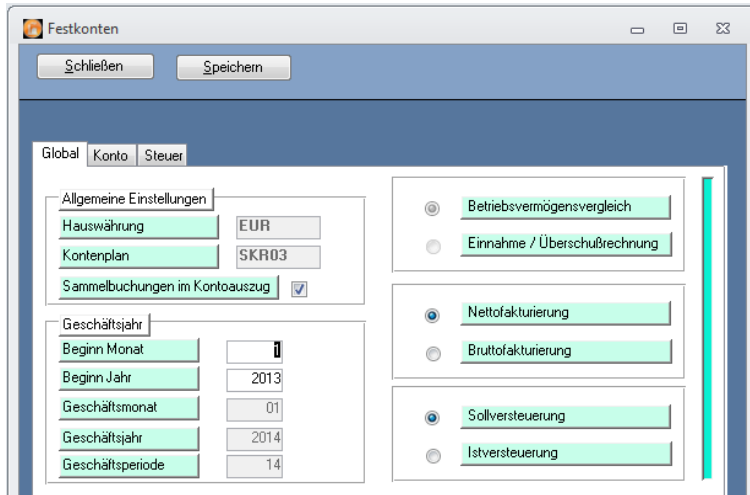 Festkonten
Schließen
Speichern
Global
Konto
Steuer
Allgemeine Einstellungen
Hauswährung
EUR
Kontenplan
SKR03
Sammelbuchungen im Kontoauszug
Geschäftsjahr
Beginn Monat
1
Beginn Jahr
2013
Geschäftsmonat
01
Geschäftsjahr
2014
Geschäftsperiode
14
Betriebsvermögensvergleich
Einnahme / Überschußrechnung
Nettofakturierung
Bruttofakturierung
Sollversteuerung
Istversteuerung